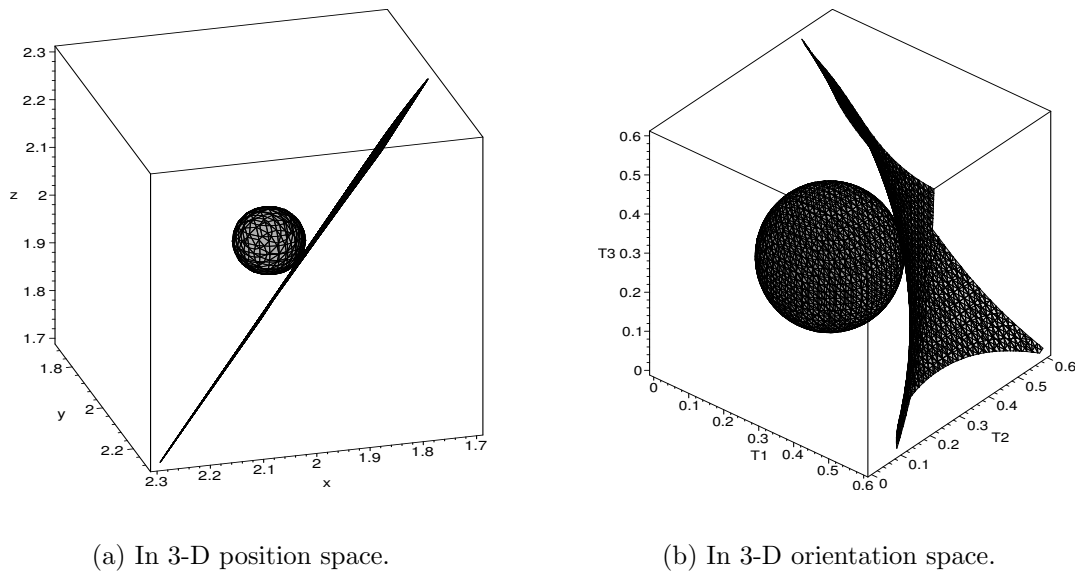 2.3
2.2
2.1
z 2
1.9
1.8
1.7
1.8
y 2
2.2
2.3 2.2 2.1 2 1.9 1.8 1.7
x
0.6
0.5
0.4
T3 0.3
0.2
0.1
0
0 0.1 0.2 0.3 0.4 0.5 0.6
T1
0 0.1 0.2 0.3 0.4 0.5 0.6
T2
(a) In 3-D position space.
(b) In 3-D orientation space.